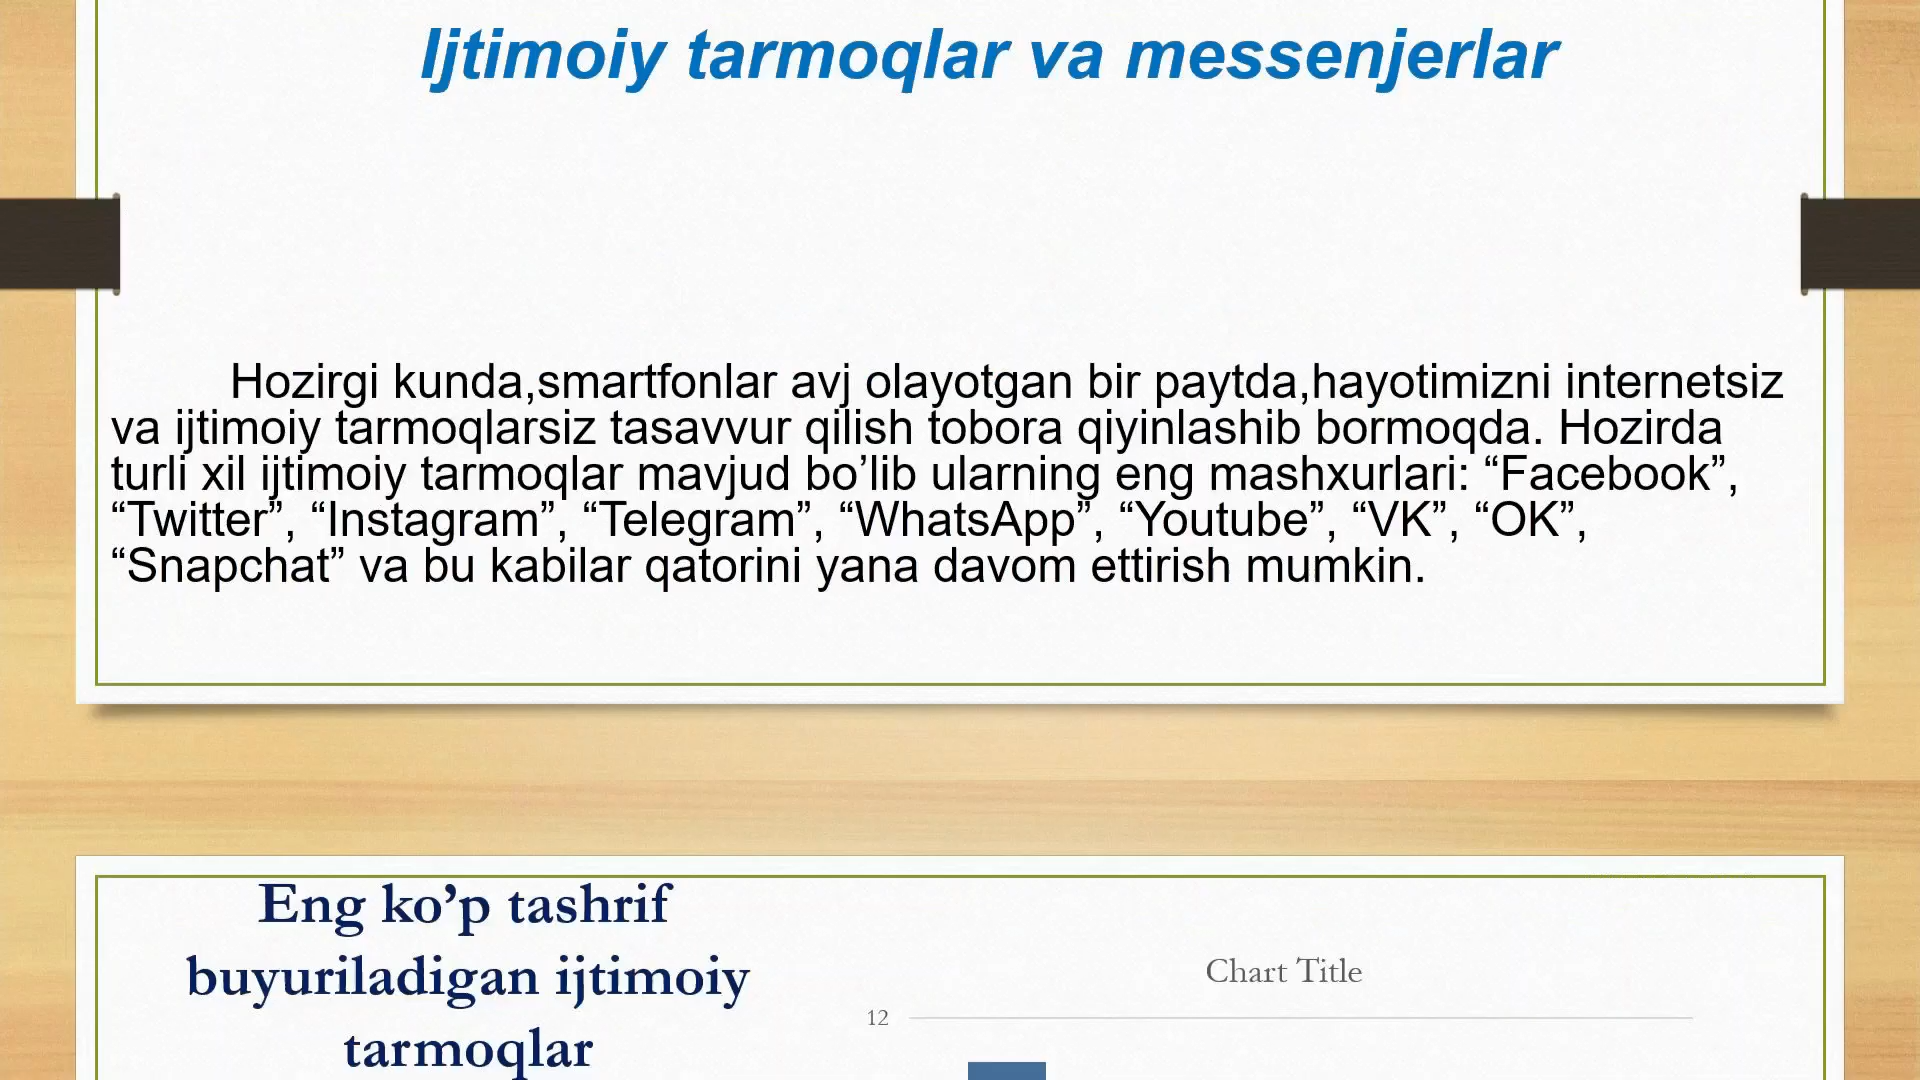 Ijtimoiy tarmoqlar va messenjerlar
Hozirgi kunda,smartfonlar avj olayotgan bir paytda,hayotimizni internetsiz
va ijtimoiy tarmoqlarsiz tasavvur qilish tobora qiyinlashib bormoqda. Hozirda
turli xil ijtimoiy tarmoqlar mavjud bo’lib ularning eng mashxurlari: “Facebook”,
“Twitter”, “Instagram”, “Telegram”, “WhatsApp”, “Youtube”, “VK”, “OK”,
“Snapchat” va bu kabilar qatorini yana davom ettirish mumkin.
Eng ko’p tashrif
buyuriladigan ijtimoiy
tarmoqlar
Chart Title
12